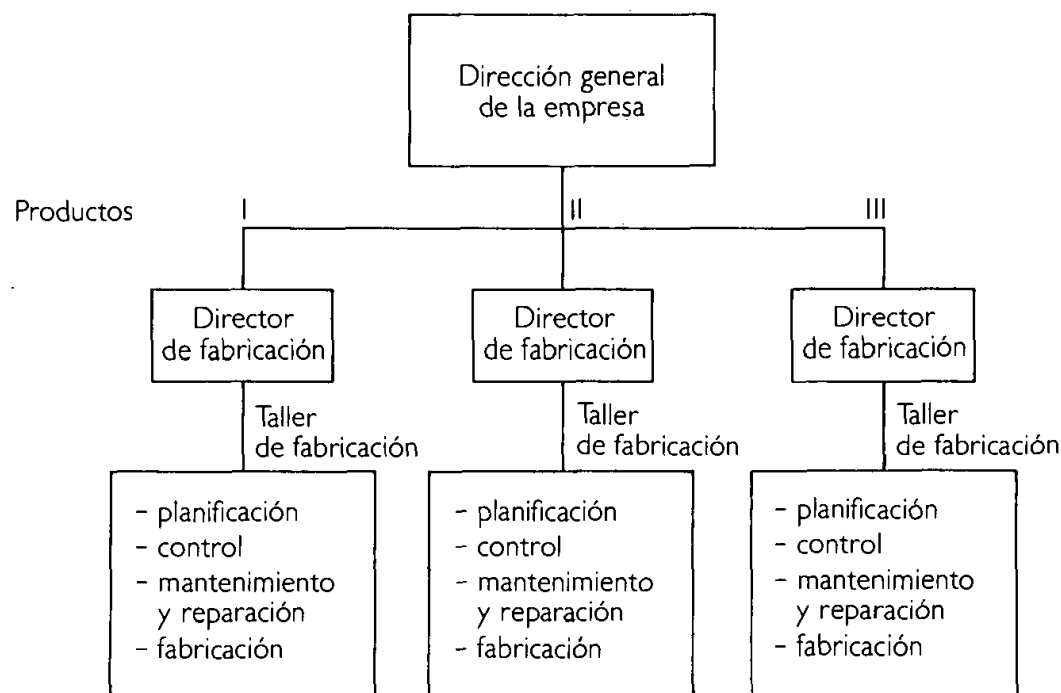 Dirección general
de la empresa
Productos
I
II
III
Director
de fabricación
Director
de fabricación
Director
de fabricación
Taller
de fabricación
Taller
de fabricación
Taller
de fabricación
- planificación
- control
- mantenimiento
y reparación
- fabricación
- planificación
- control
- mantenimiento
y reparación
- fabricación
- planificación
- control
- mantenimiento
y reparación
- fabricación